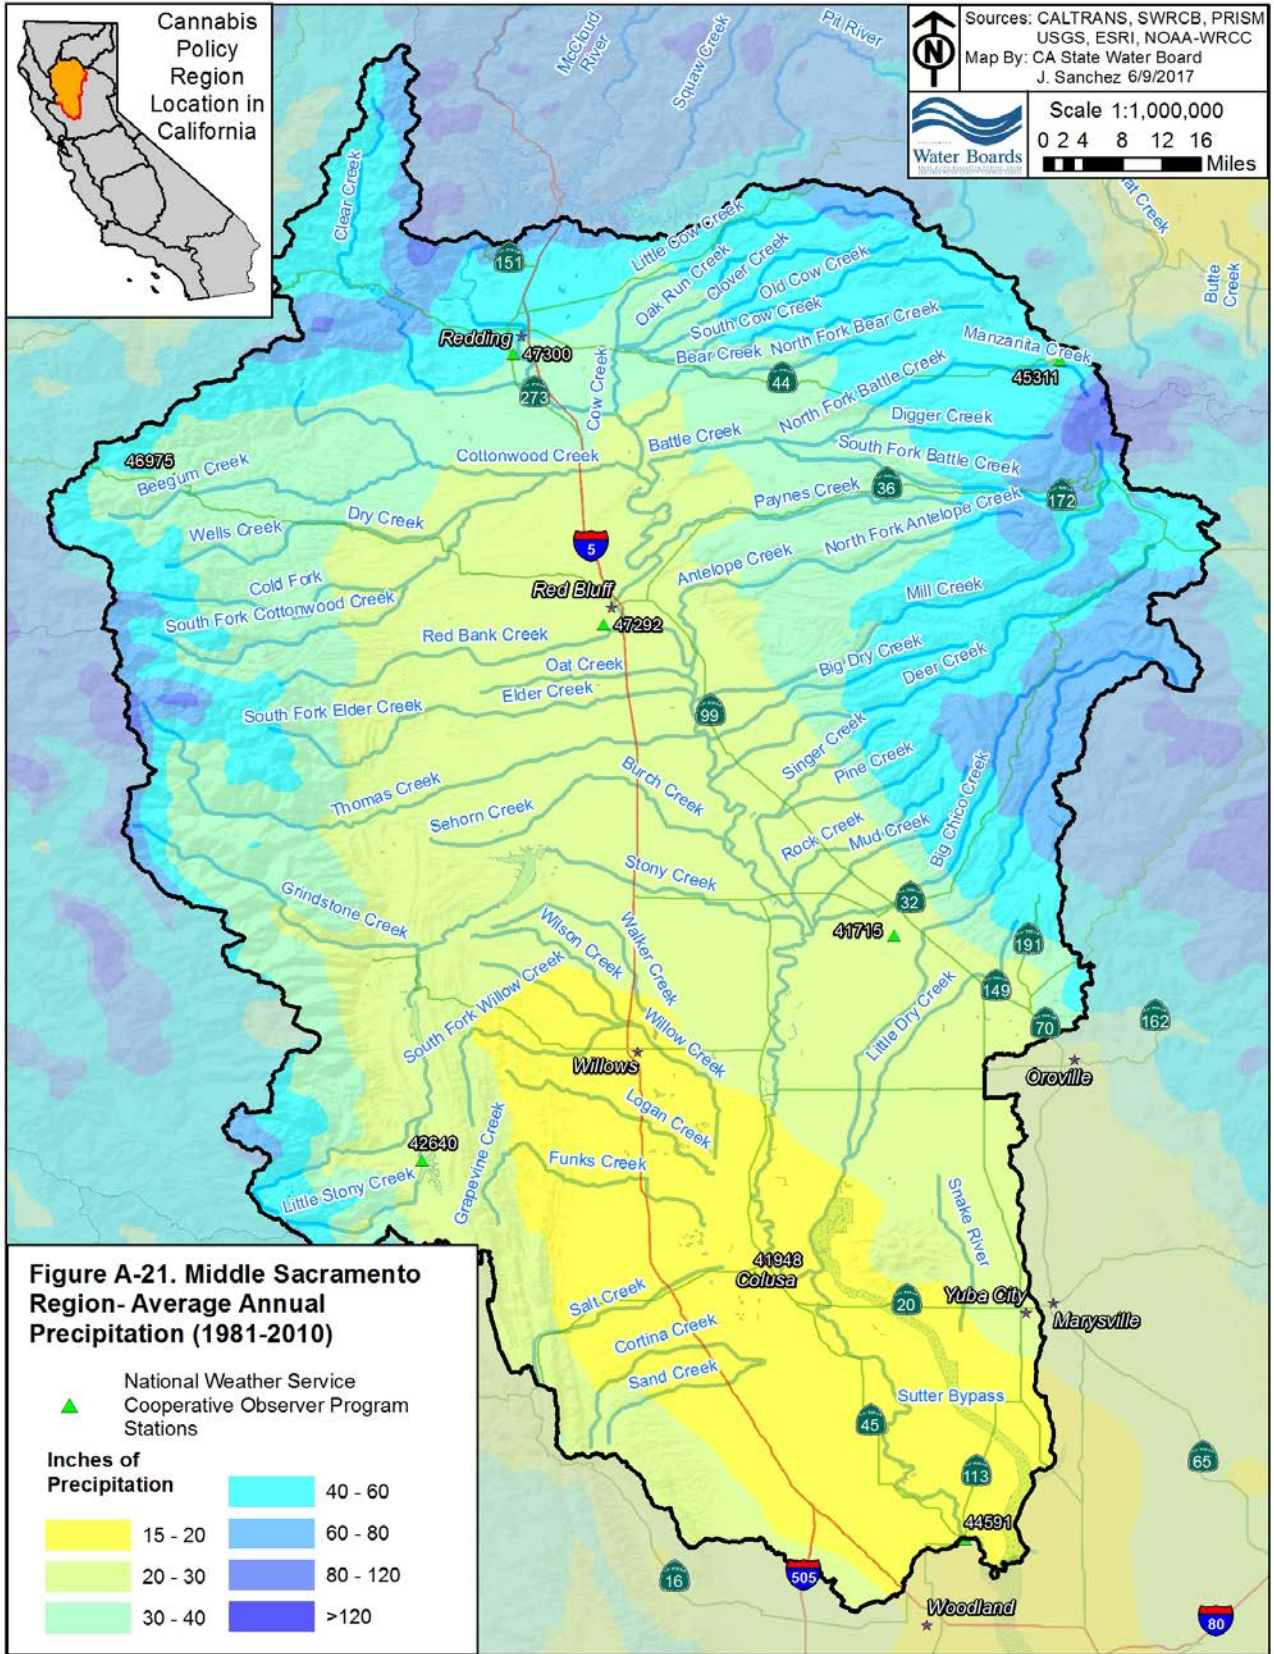 Cannabis
Policy
Region
Location in
California
McCloud
River
Squaw Creek
Pit River
N
Sources: CALTRANS, SWRCB, PRISM
USGS, ESRI, NOAA-WRCC
Map By: CA State Water Board
J. Sanchez 6/9/2017
Water Boards
Scale 1:1,000,000
0 2 4 8 12 16
Miles
Butte
Creek
Clear Creek
151
Little Cow Creek
Oak Run Creek
Clover Creek
Old Cow Creek
South Cow Creek
North Fork Bear Creek
Bear Creek
Manzanita Creek
Redding
47300
45311
273
44
Cow Creek
North Fork Battle Creek
Digger Creek
Battle Creek
South Fork Battle Creek
46975
Beegum Creek
Cottonwood Creek
Paynes Creek
36
172
Dry Creek
Wells Creek
North Fork Antelope Creek
5
Antelope Creek
Cold Fork
Red Bluff
Mill Creek
South Fork Cottonwood Creek
47292
Red Bank Creek
Big Dry Creek
Deer Creek
Oat Creek
Elder Creek
South Fork Elder Creek
99
Singer Creek
Pine Creek
Thomas Creek
Burch Creek
Sehorn Creek
Rock Creek
Mud Creek
Big Chico Creek
Stony Creek
Grindstone Creek
32
41715
191
Wilson Creek
Walker Creek
South Fork Willow Creek
149
Little Dry Creek
70
162
Willow Creek
Willows
Oroville
Logan Creek
Grapevine Creek
42640
Funks Creek
Little Stony Creek
Snake River
41948
Colusa
Salt Creek
20
Yuba City
Marysville
Cortina Creek
Sand Creek
Sutter Bypass
45
113
65
44591
16
505
Woodland
80
Figure A-21. Middle Sacramento
Region- Average Annual
Precipitation (1981-2010)
National Weather Service
Cooperative Observer Program
Stations
Inches of
Precipitation
15 - 20
20 - 30
30 - 40
40 - 60
60 - 80
80 - 120
>120